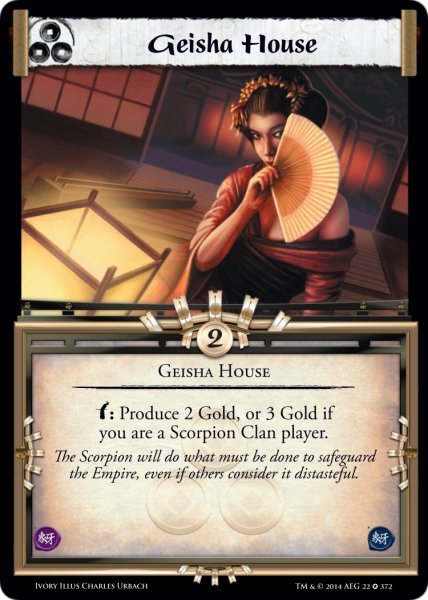 Geisha House
2
Geisha House
: Produce 2 Gold, or 3 Gold if
you are a Scorpion Clan player.
The Scorpion will do what must be done to safeguard
the Empire, even if others consider it distasteful.
Ivory Illus Charles Urbach
TM & © 2014 AEG 22 ✪ 372